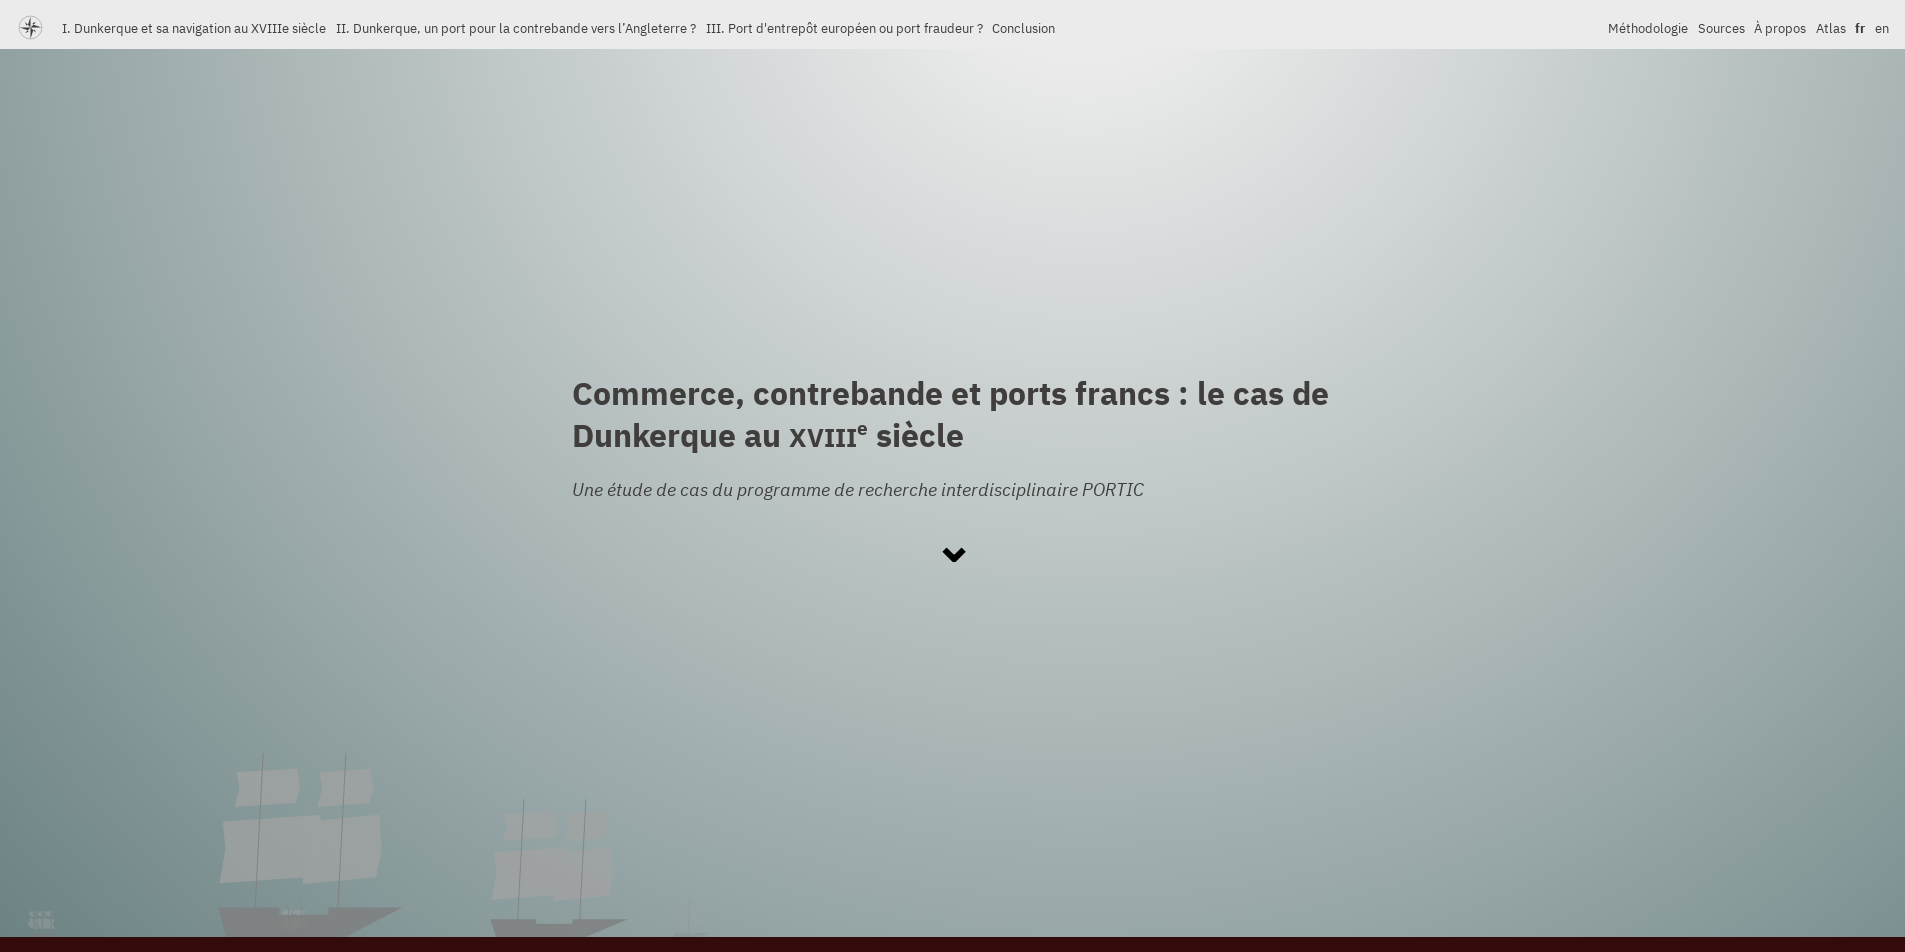 I. Dunkerque et sa navigation au XVIIIe siècle II. Dunkerque, un port pour la contrebande vers l’Angleterre ? III. Port d'entrepôt européen ou port fraudeur ? Conclusion Méthodologie Sources À propos Atlas fr en
Commerce, contrebande et ports francs : le cas de
Dunkerque au XVIIIe siècle
Une étude de cas du programme de recherche interdisciplinaire PORTIC